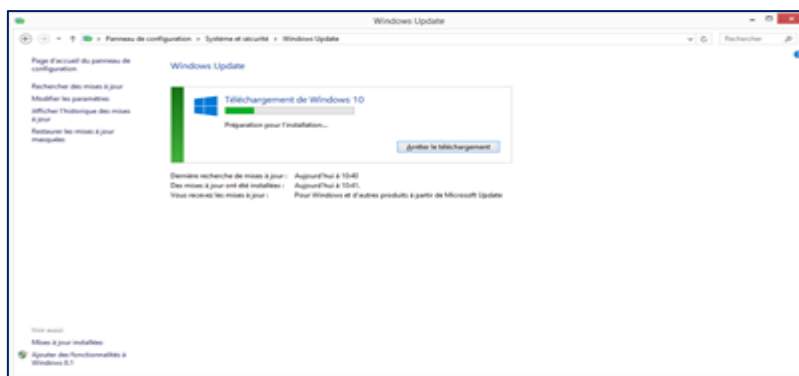 Windows Update
Panneau de configuration
Système et sécurité
Windows Update
Rechercher
Page d'accueil du panneau de
configuration
Rechercher des mises à jour
Modifier les paramètres
Afficher l'historique des mises
à jour
Restaurer les mises à jour
masquées
Windows Update
Téléchargement de Windows 10
Préparation pour l'installation...
Arrêter le téléchargement
Dernière recherche de mises à jour : Aujourd'hui à 10:40
Des mises à jour ont été installées : Aujourd'hui à 10:41.
Vous recevez les mises à jour : Pour Windows et d'autres produits à partir de Microsoft Update
Voir aussi
Mises à jour installées
Ajouter des fonctionnalités à
Windows 8.1